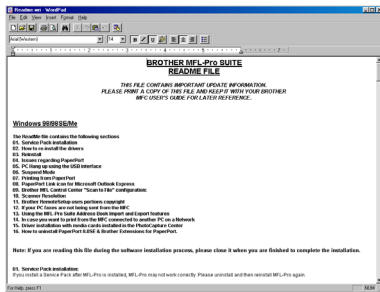 Readme.wri - WordPad
File Edit View Insert Format Help
Arial (Western) 14
BROTHER MFL-Pro SUITE
README FILE
THIS FILE CONTAINS IMPORTANT UPDATE INFORMATION.
PLEASE PRINT A COPY OF THIS FILE AND KEEP IT WITH YOUR BROTHER
MFC USER'S GUIDE FOR LATER REFERENCE.
Windows 98/98SE/Me
The ReadMe file contains the following sections
01. Service Pack installation
02. How to re-install the drivers
03. Reinstall
04. Issues regarding PaperPort
05. PC Hang up using the USB interface
06. Suspend Mode
07. Printing from PaperPort
08. PaperPort Link icon for Microsoft Outlook Express
09. Brother MFL Control Center "Scan to File" configuration:
10. Scanner Resolution
11. Brother RemoteSetup uses portions copyright
12. If your PC faxes are not being sent from the MFC
13. Using the MFL-Pro Suite Address Book Import and Export features
14. In case you want to print from the MFC connected to another PC on a Network
15. Driver installation with media cards installed in the PhotoCapture Center
16. How to uninstall PaperPort 8.0SE & Brother Extensions for PaperPort.
Note: If you are reading this file during the software installation process, please close it when you are finished to complete the installation.
01. Service Pack installation:
If you install a Service Pack after MFL-Pro is installed, MFL-Pro may not work correctly. Please uninstall and then reinstall MFL-Pro again.
For Help, press F1